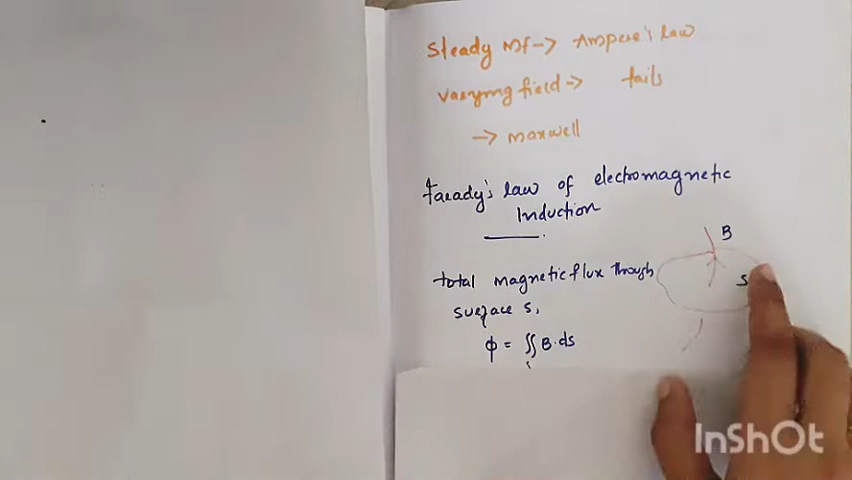 Steady Mf -> Ampere's law
Varying field -> fails
-> maxwell
Farady's law of electromagnetic
Induction
total magnetic flux through
surface s,
ϕ = ∬ B.ds
s
B
S
InShOt